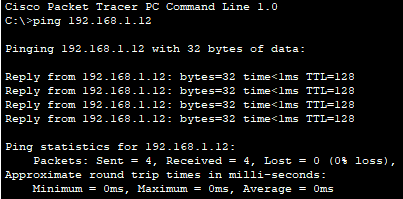 Cisco Packet Tracer PC Command Line 1.0
C:\>ping 192.168.1.12
Pinging 192.168.1.12 with 32 bytes of data:
Reply from 192.168.1.12: bytes=32 time<1ms TTL=128
Reply from 192.168.1.12: bytes=32 time<1ms TTL=128
Reply from 192.168.1.12: bytes=32 time<1ms TTL=128
Reply from 192.168.1.12: bytes=32 time<1ms TTL=128
Ping statistics for 192.168.1.12:
Packets: Sent = 4, Received = 4, Lost = 0 (0% loss),
Approximate round trip times in milli-seconds:
Minimum = 0ms, Maximum = 0ms, Average = 0ms